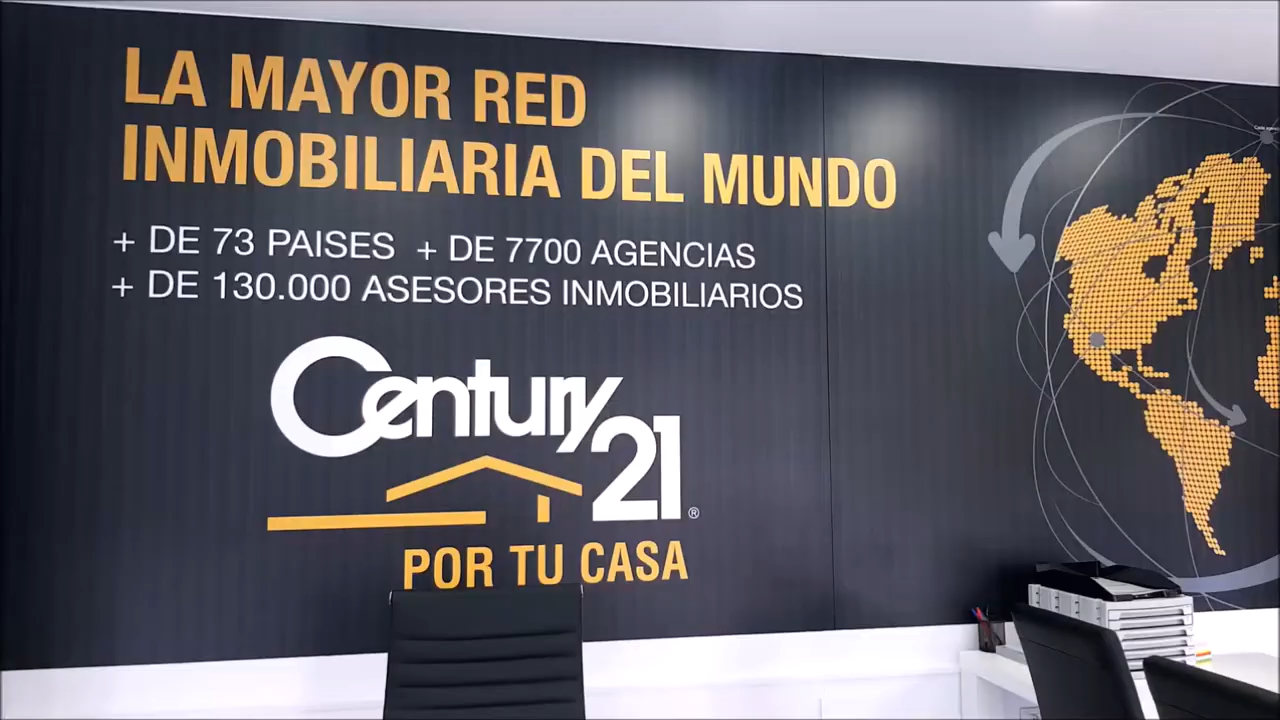 LA MAYOR RED
INMOBILIARIA DEL MUNDO
+ DE 73 PAISES + DE 7700 AGENCIAS
+ DE 130.000 ASESORES INMOBILIARIOS
Century
21®
POR TU CASA